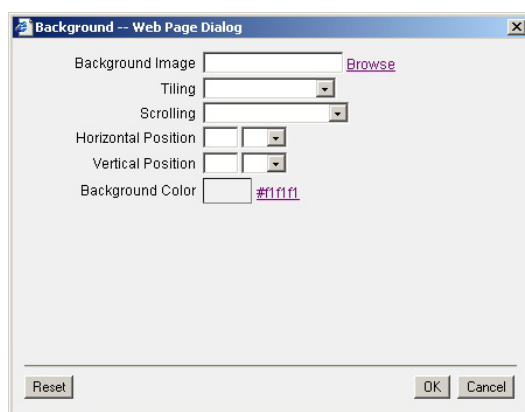 Background -- Web Page Dialog
Background Image Browse
Tiling
Scrolling
Horizontal Position
Vertical Position
Background Color #f1f1f1
Reset OK Cancel